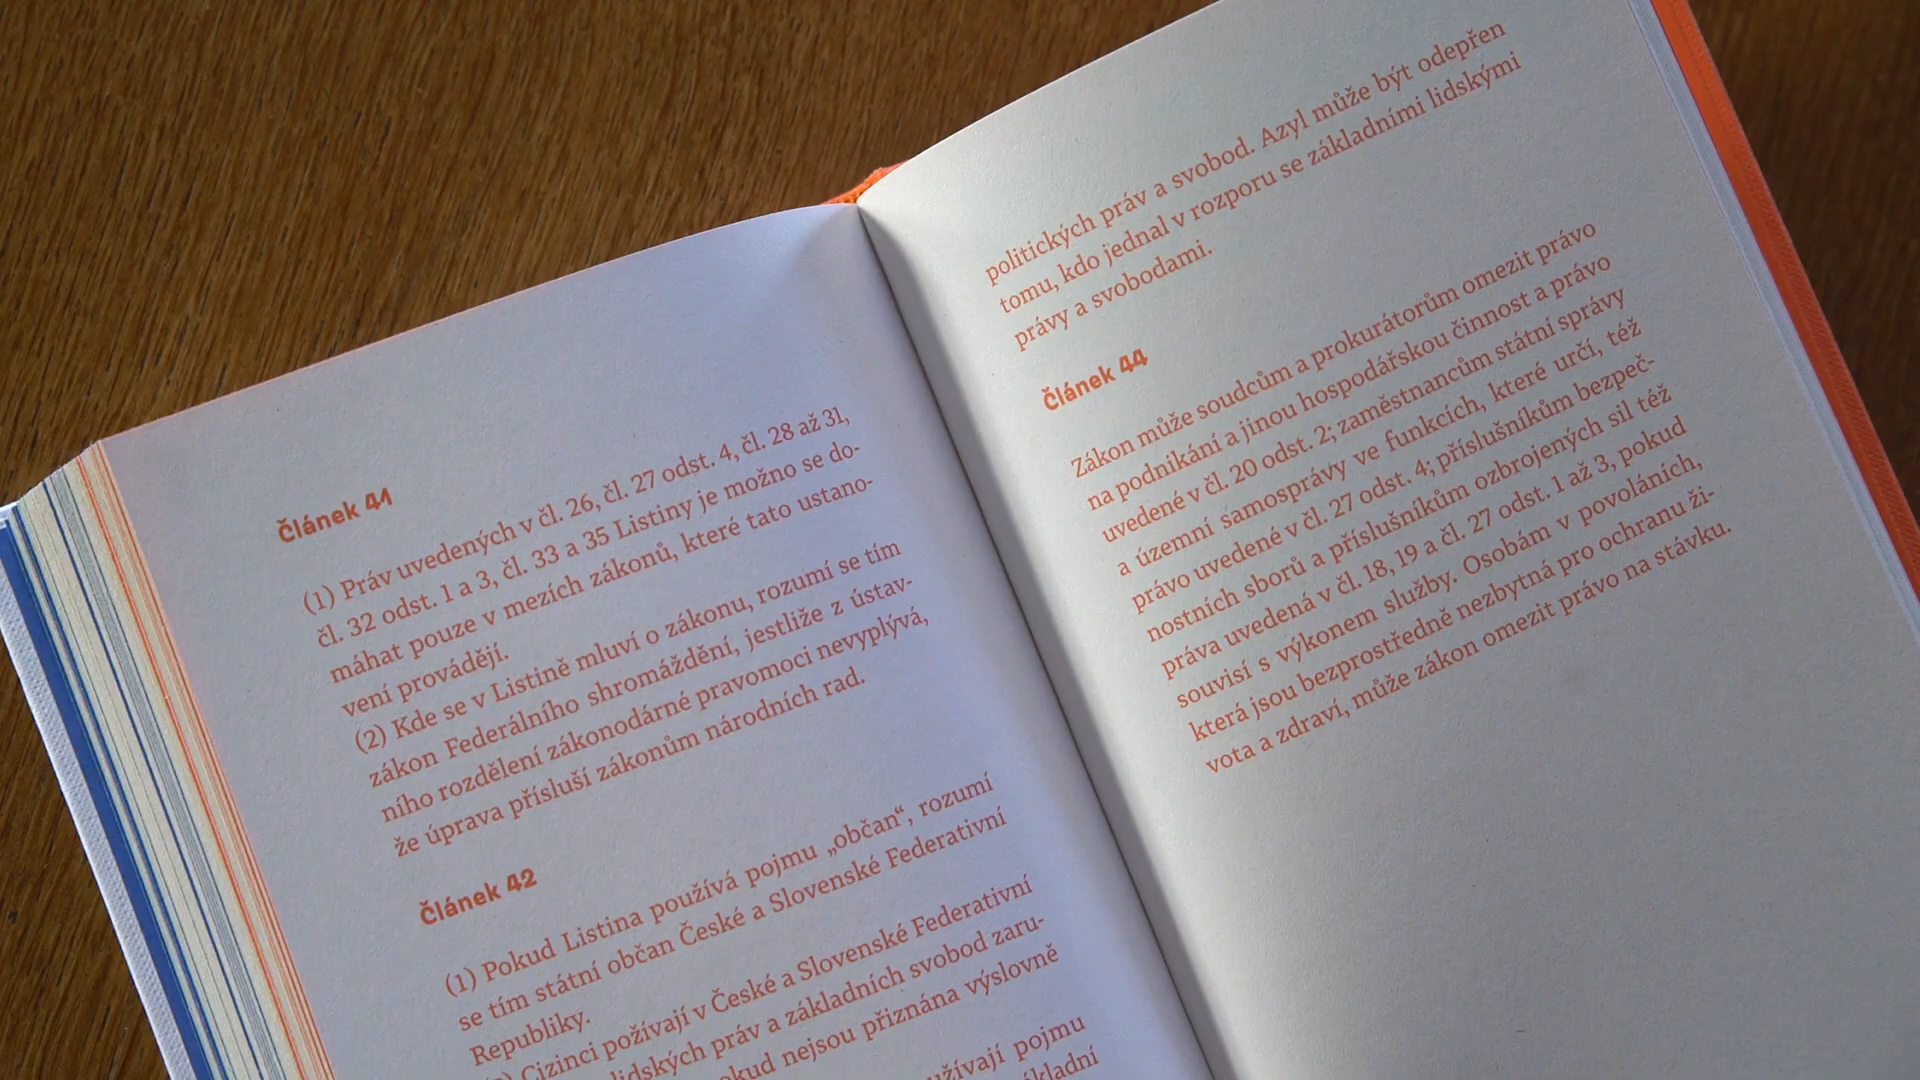 Článek 41
(1) Práv uvedených v čl. 26, čl. 27 odst. 4, čl. 28 až 31,
čl. 32 odst. 1 a 3, čl. 33 a 35 Listiny je možno se do-
máhat pouze v mezích zákonů, které tato ustano-
vení provádějí.
(2) Kde se v Listině mluví o zákonu, rozumí se tím
zákon Federálního shromáždění, jestliže z ústav-
ního rozdělení zákonodárné pravomoci nevyplývá,
že úprava přísluší zákonům národních rad.
Článek 42
(1) Pokud Listina používá pojmu „občan“, rozumí
se tím státní občan České a Slovenské Federativní
Republiky.
Cizinci požívají v České a Slovenské Federativní
lidských práv a základních svobod zaru-
pokud nejsou přiznána výslovně
používají pojmu
základní
politických práv a svobod. Azyl může být odepřen
tomu, kdo jednal v rozporu se základními lidskými
právy a svobodami.
Článek 44
Zákon může soudcům a prokurátorům omezit právo
na podnikání a jinou hospodářskou činnost a právo
uvedené v čl. 20 odst. 2; zaměstnancům státní správy
a územní samosprávy ve funkcích, které určí, též
právo uvedené v čl. 27 odst. 4; příslušníkům bezpeč-
nostních sborů a příslušníkům ozbrojených sil též
práva uvedená v čl. 18, 19 a čl. 27 odst. 1 až 3, pokud
souvisí s výkonem služby. Osobám v povoláních,
která jsou bezprostředně nezbytná pro ochranu ži-
vota a zdraví, může zákon omezit právo na stávku.